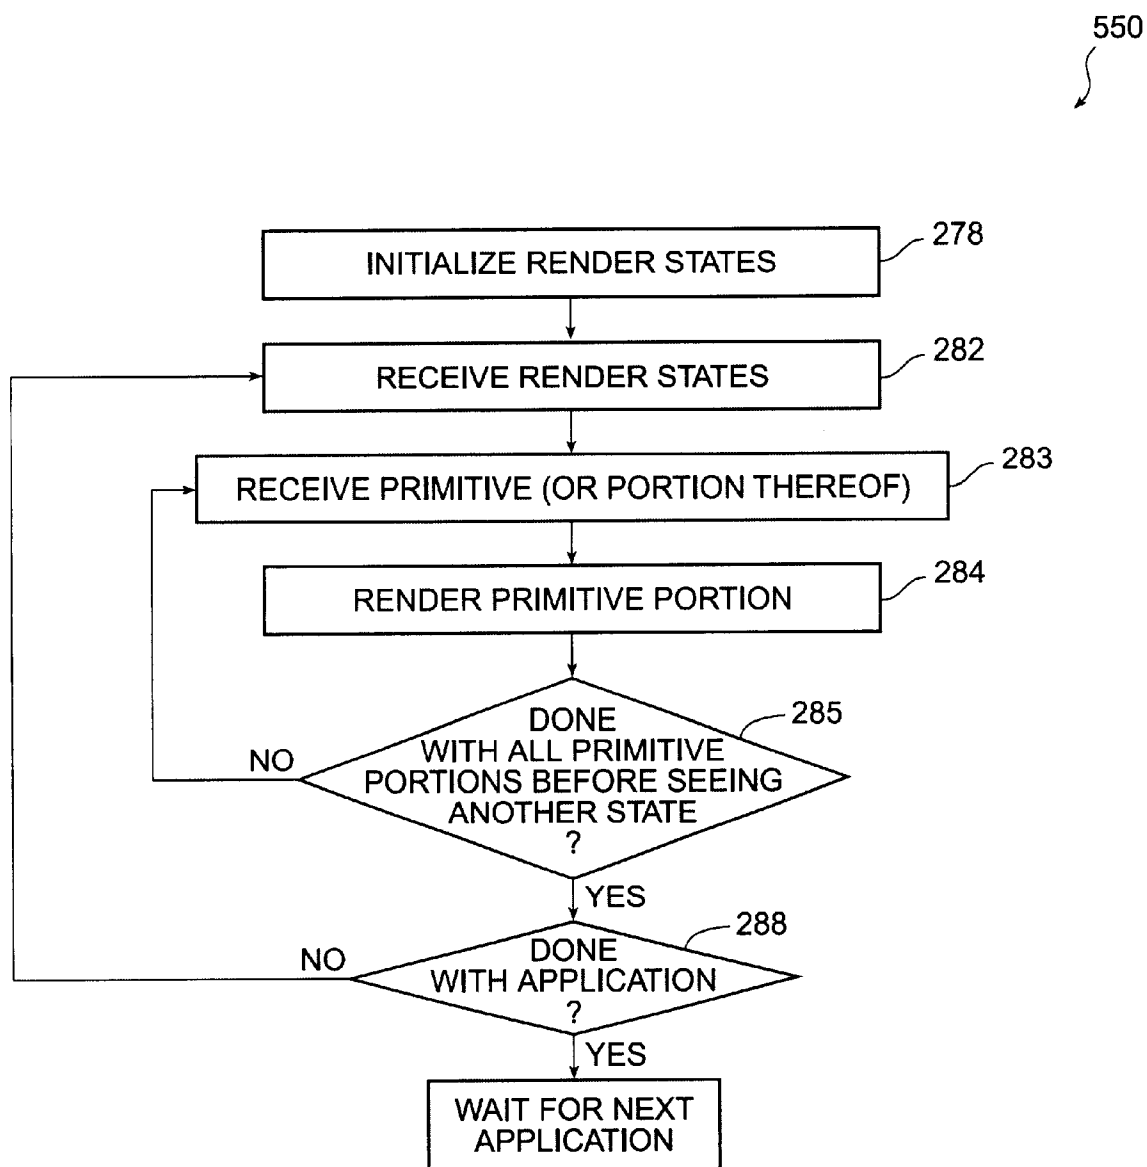 550
INITIALIZE RENDER STATES
278
RECEIVE RENDER STATES
282
RECEIVE PRIMITIVE (OR PORTION THEREOF)
283
RENDER PRIMITIVE PORTION
284
DONE
WITH ALL PRIMITIVE
PORTIONS BEFORE SEEING
ANOTHER STATE
?
285
NO
YES
DONE
WITH APPLICATION
?
288
NO
YES
WAIT FOR NEXT
APPLICATION